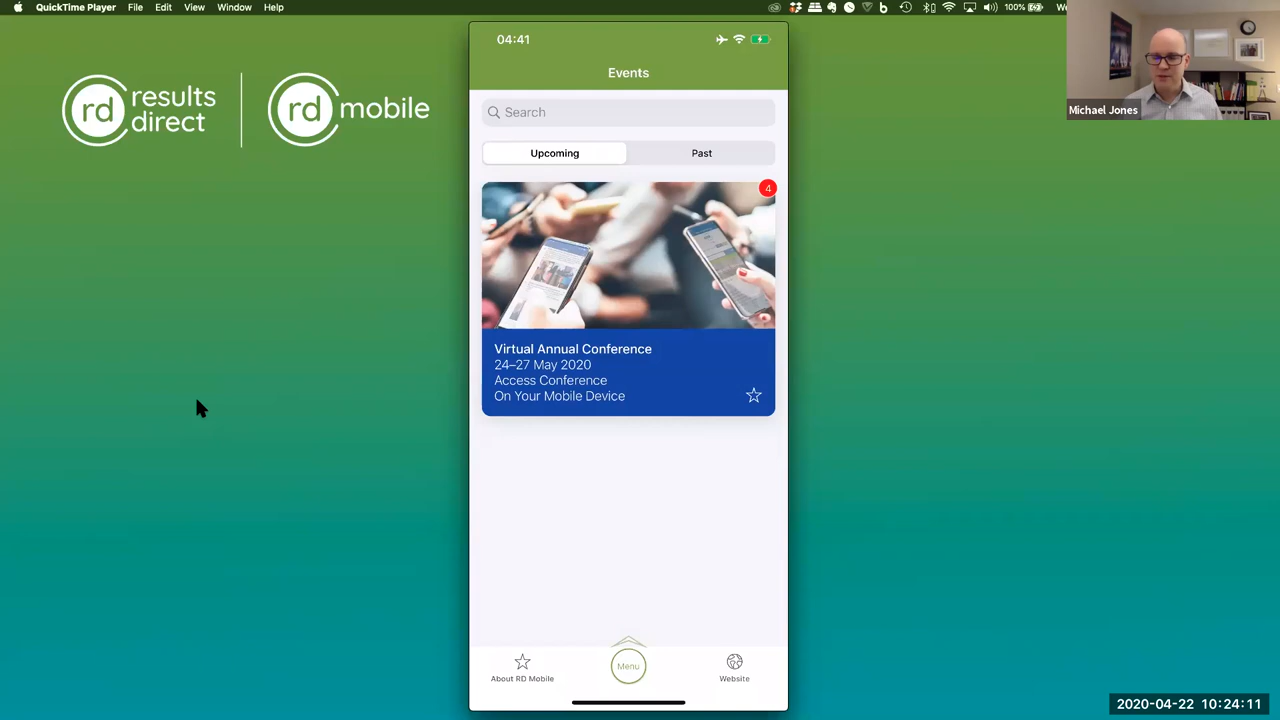 QuickTime Player File Edit View Window Help
100%
rd results direct
rd mobile
04:41
Events
Search
Upcoming
Past
4
Virtual Annual Conference
24–27 May 2020
Access Conference
On Your Mobile Device
About RD Mobile
Menu
Website
Michael Jones
2020-04-22 10:24:11